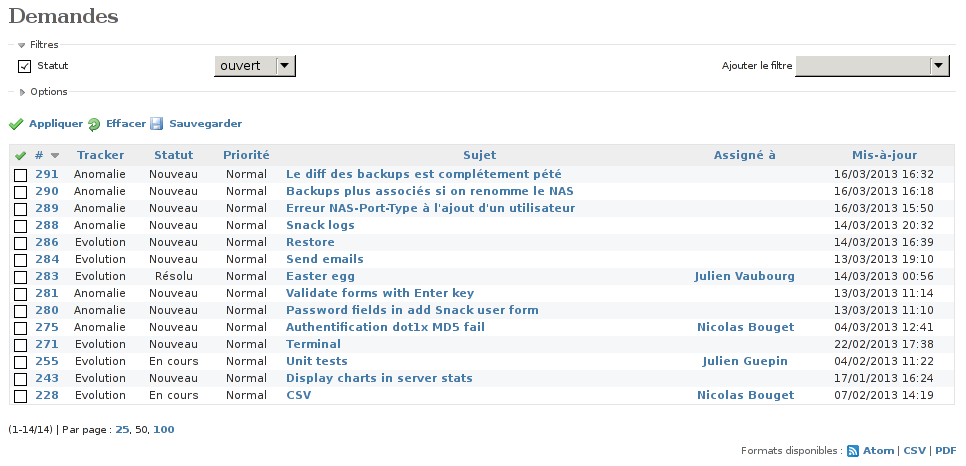 Demandes
Filtres
Statut ouvert Ajouter le filtre
Options
Appliquer Effacer Sauvegarder
# Tracker Statut Priorité Sujet Assigné à Mis-à-jour
291 Anomalie Nouveau Normal Le diff des backups est complétement pété 16/03/2013 16:32
290 Anomalie Nouveau Normal Backups plus associés si on renomme le NAS 16/03/2013 16:18
289 Anomalie Nouveau Normal Erreur NAS-Port-Type à l'ajout d'un utilisateur 16/03/2013 15:50
288 Anomalie Nouveau Normal Snack logs 14/03/2013 20:32
286 Evolution Nouveau Normal Restore 14/03/2013 16:39
284 Evolution Nouveau Normal Send emails 13/03/2013 19:10
283 Evolution Résolu Normal Easter egg Julien Vaubourg 14/03/2013 00:56
281 Anomalie Nouveau Normal Validate forms with Enter key 13/03/2013 11:14
280 Anomalie Nouveau Normal Password fields in add Snack user form 13/03/2013 11:10
275 Anomalie Nouveau Normal Authentification dot1x MD5 fail Nicolas Bouget 04/03/2013 12:41
271 Evolution Nouveau Normal Terminal 22/02/2013 17:38
255 Evolution En cours Normal Unit tests Julien Guepin 04/02/2013 11:22
243 Evolution Nouveau Normal Display charts in server stats 17/01/2013 16:24
228 Evolution En cours Normal CSV Nicolas Bouget 07/02/2013 14:19
(1-14/14) | Par page : 25, 50, 100
Formats disponibles : Atom | CSV | PDF